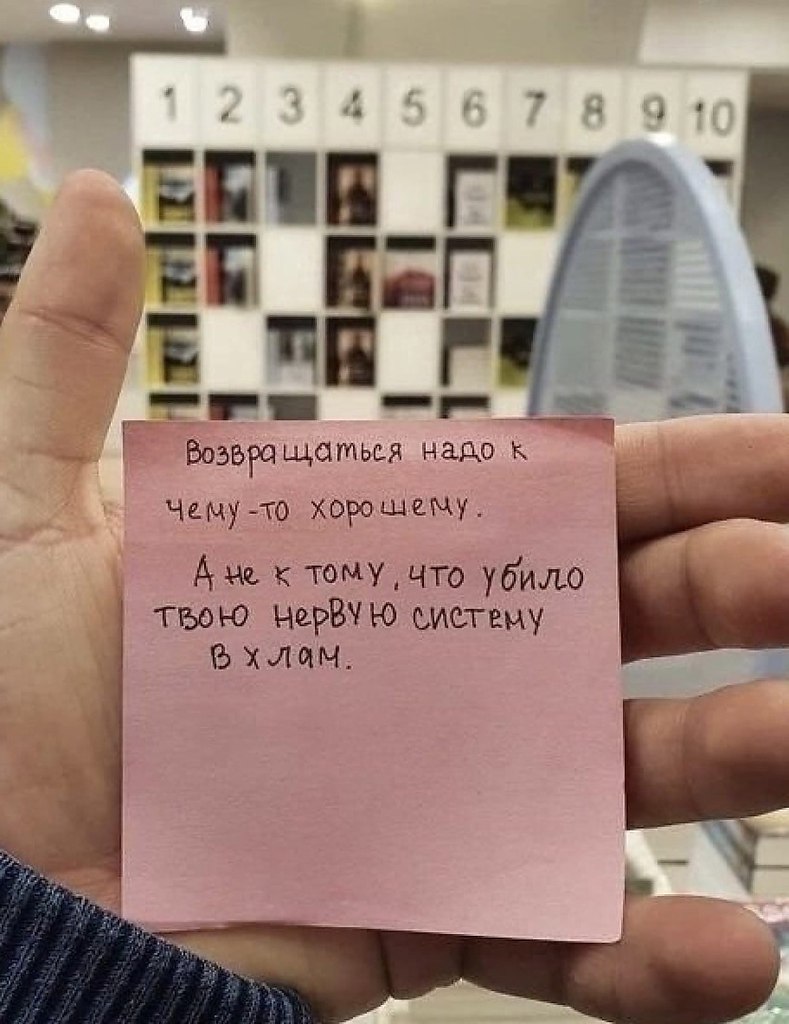 1 2 3 4 5 6 7 8 9 10
Возвращаться надо к
чему-то хорошему.
А не к тому, что убило
твою нервную систему
в хлам.